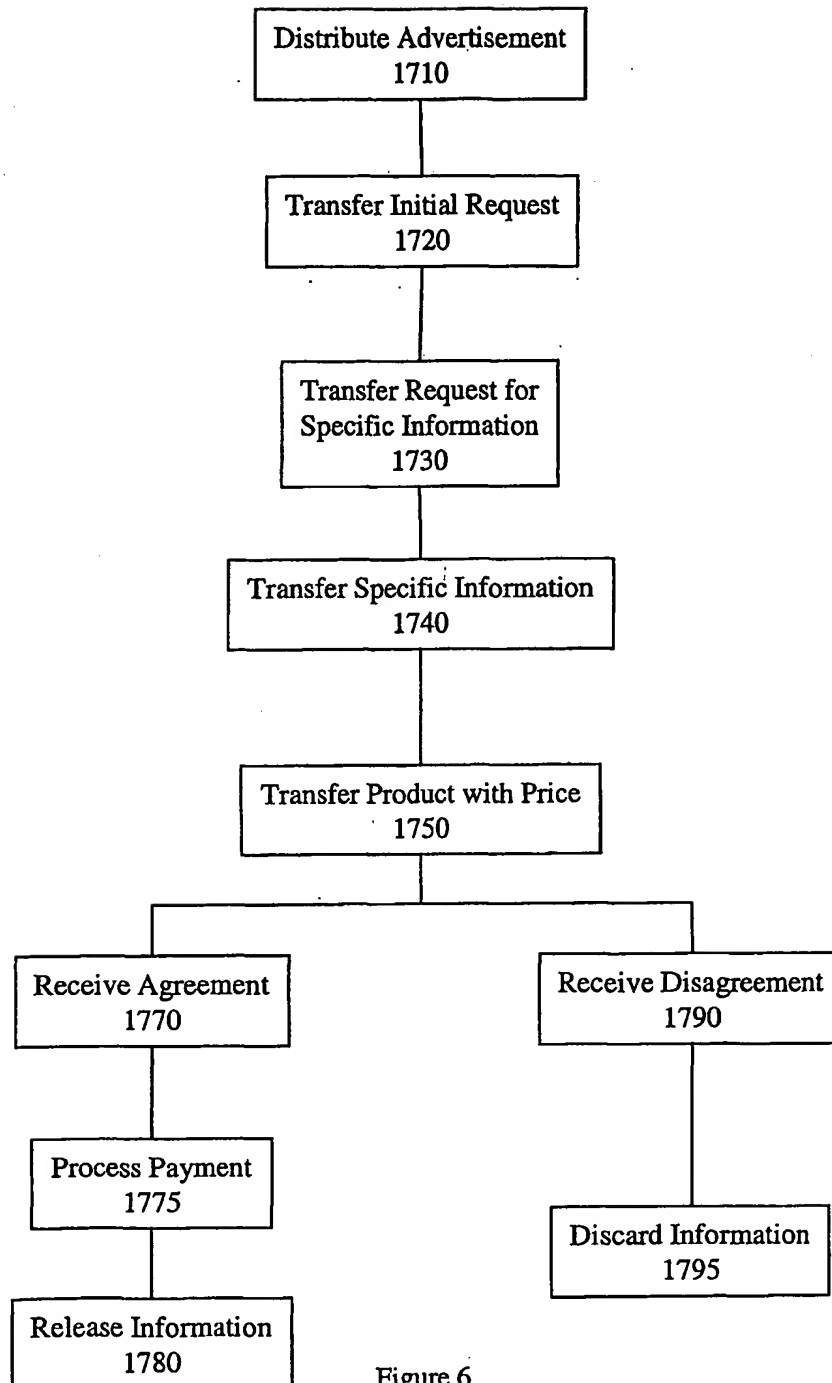 Distribute Advertisement
1710
Transfer Initial Request
1720
Transfer Request for
Specific Information
1730
Transfer Specific Information
1740
Transfer Product with Price
1750
Receive Agreement
1770
Receive Disagreement
1790
Process Payment
1775
Discard Information
1795
Release Information
1780
Figure 6